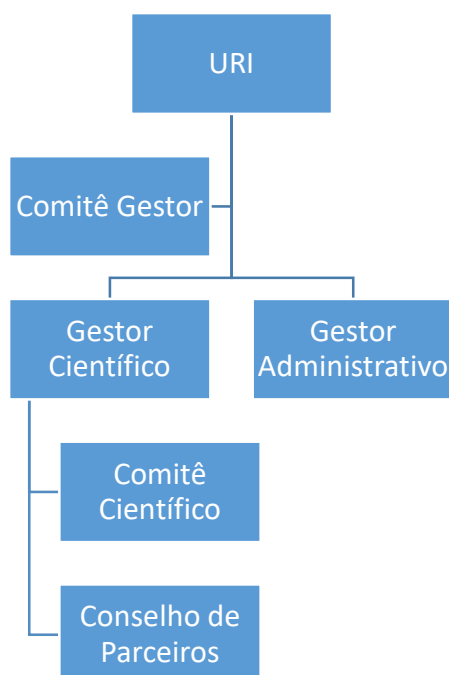 URI
Comitê Gestor
Gestor
Científico
Gestor
Administrativo
Comitê
Científico
Conselho de
Parceiros